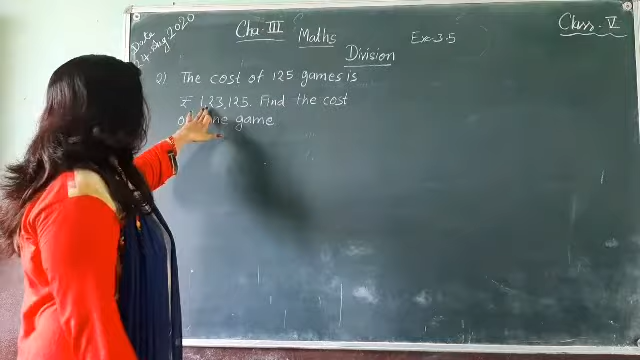 Date 14 Aug 2020
Cha-III Maths Ex-3.5 Class-V
Division
2) The cost of 125 games is
₹ 1,23,125. Find the cost
game